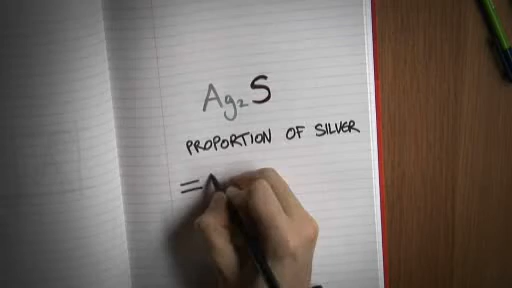 Ag₂S
PROPORTION OF SILVER
=